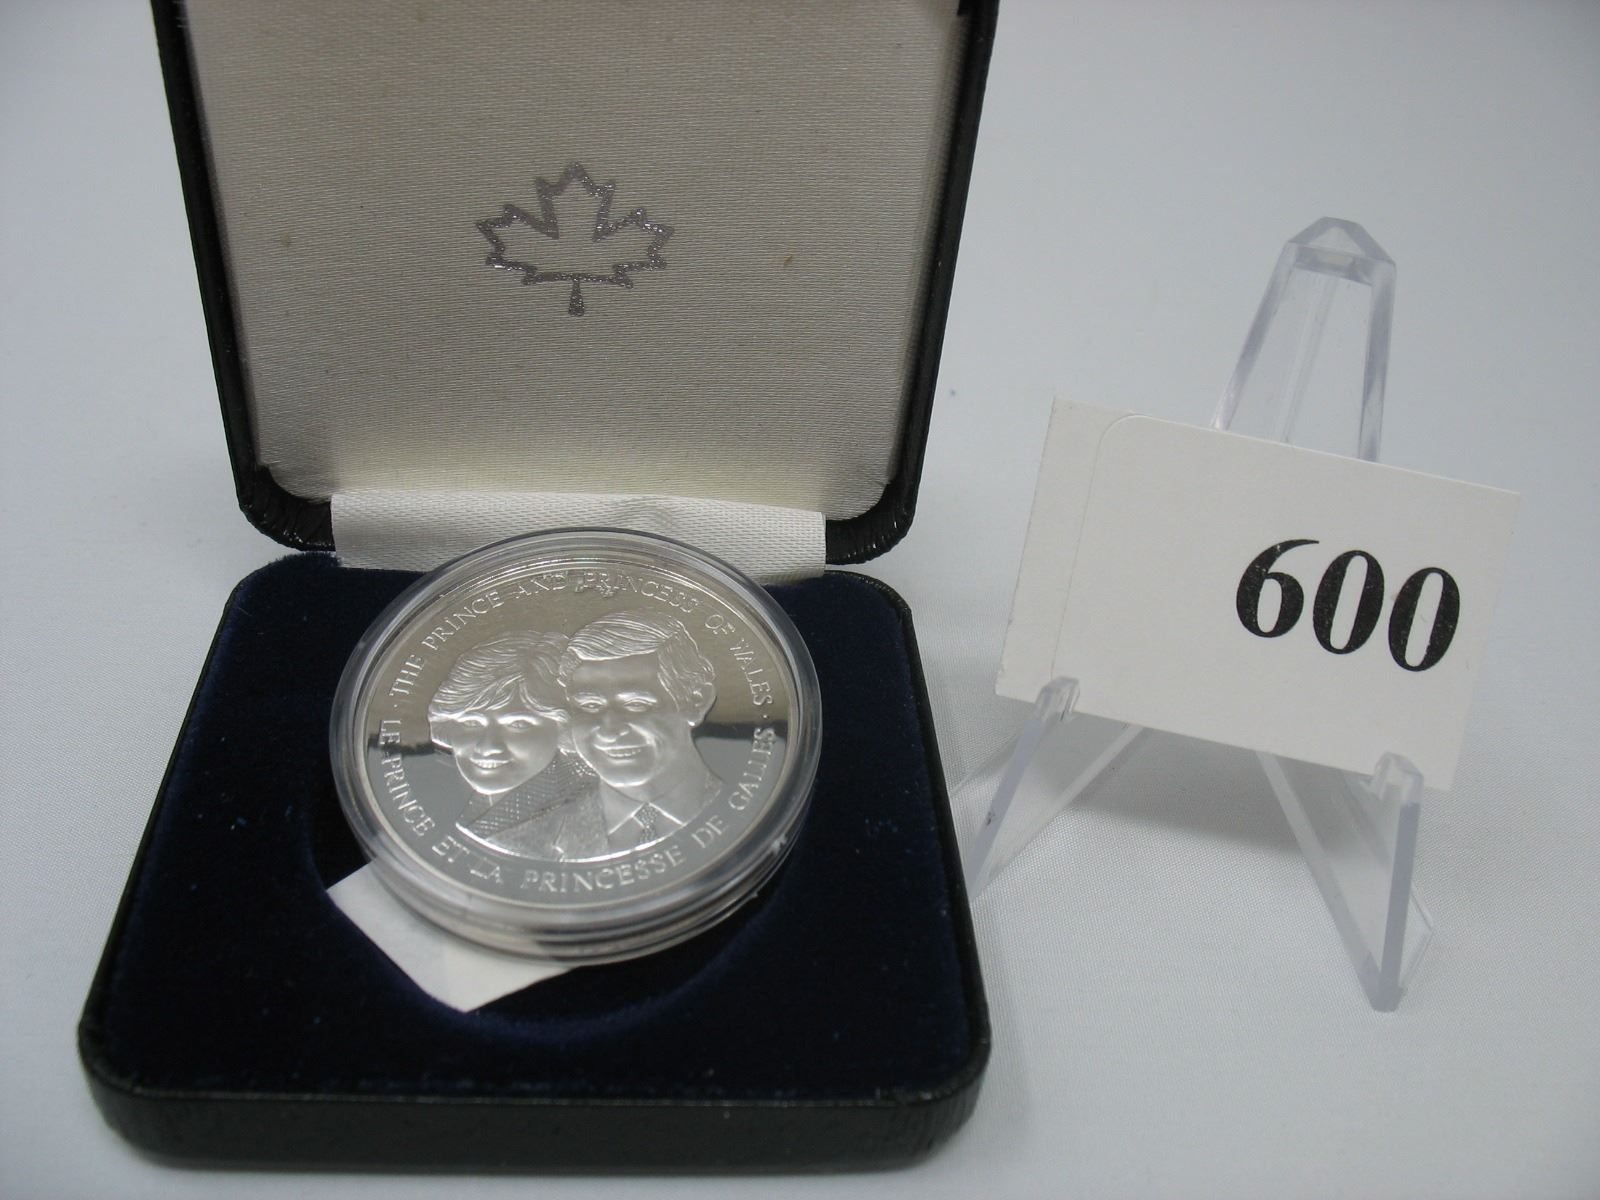 · THE PRINCE AND PRINCESS OF WALES ·
LE PRINCE ET LA PRINCESSE DE GALLES
600